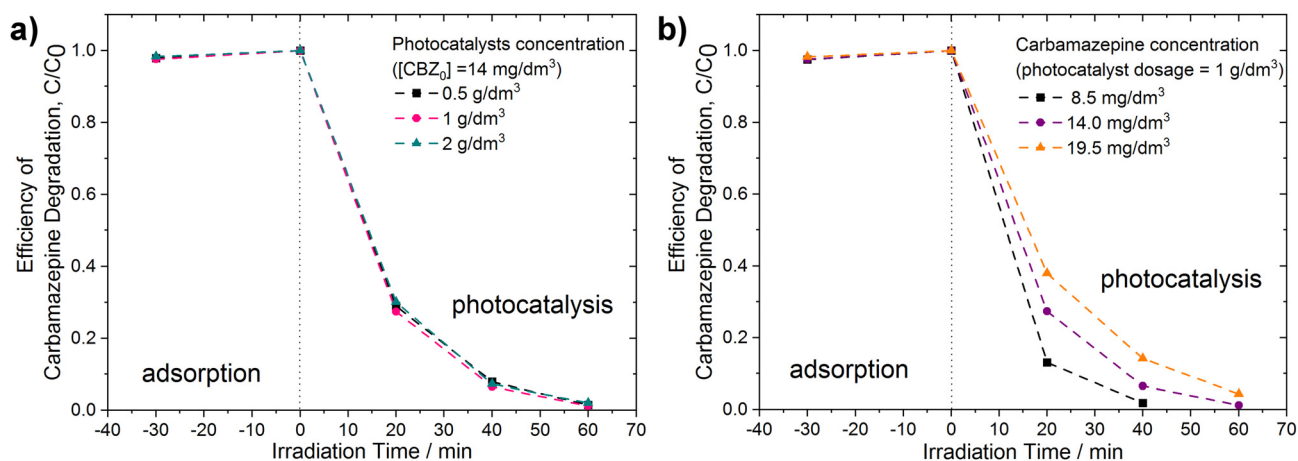 a)
Efficiency of
Carbamazepine Degradation, C/C0
1.0
0.8
0.6
0.4
0.2
0.0
Photocatalysts concentration
([CBZ₀] =14 mg/dm³)
0.5 g/dm³
1 g/dm³
2 g/dm³
photocatalysis
adsorption
-40 -30 -20 -10 0 10 20 30 40 50 60 70
Irradiation Time / min
b)
Efficiency of
Carbamazepine Degradation, C/C0
1.0
0.8
0.6
0.4
0.2
0.0
Carbamazepine concentration
(photocatalyst dosage = 1 g/dm³)
8.5 mg/dm³
14.0 mg/dm³
19.5 mg/dm³
photocatalysis
adsorption
-40 -30 -20 -10 0 10 20 30 40 50 60 70
Irradiation Time / min